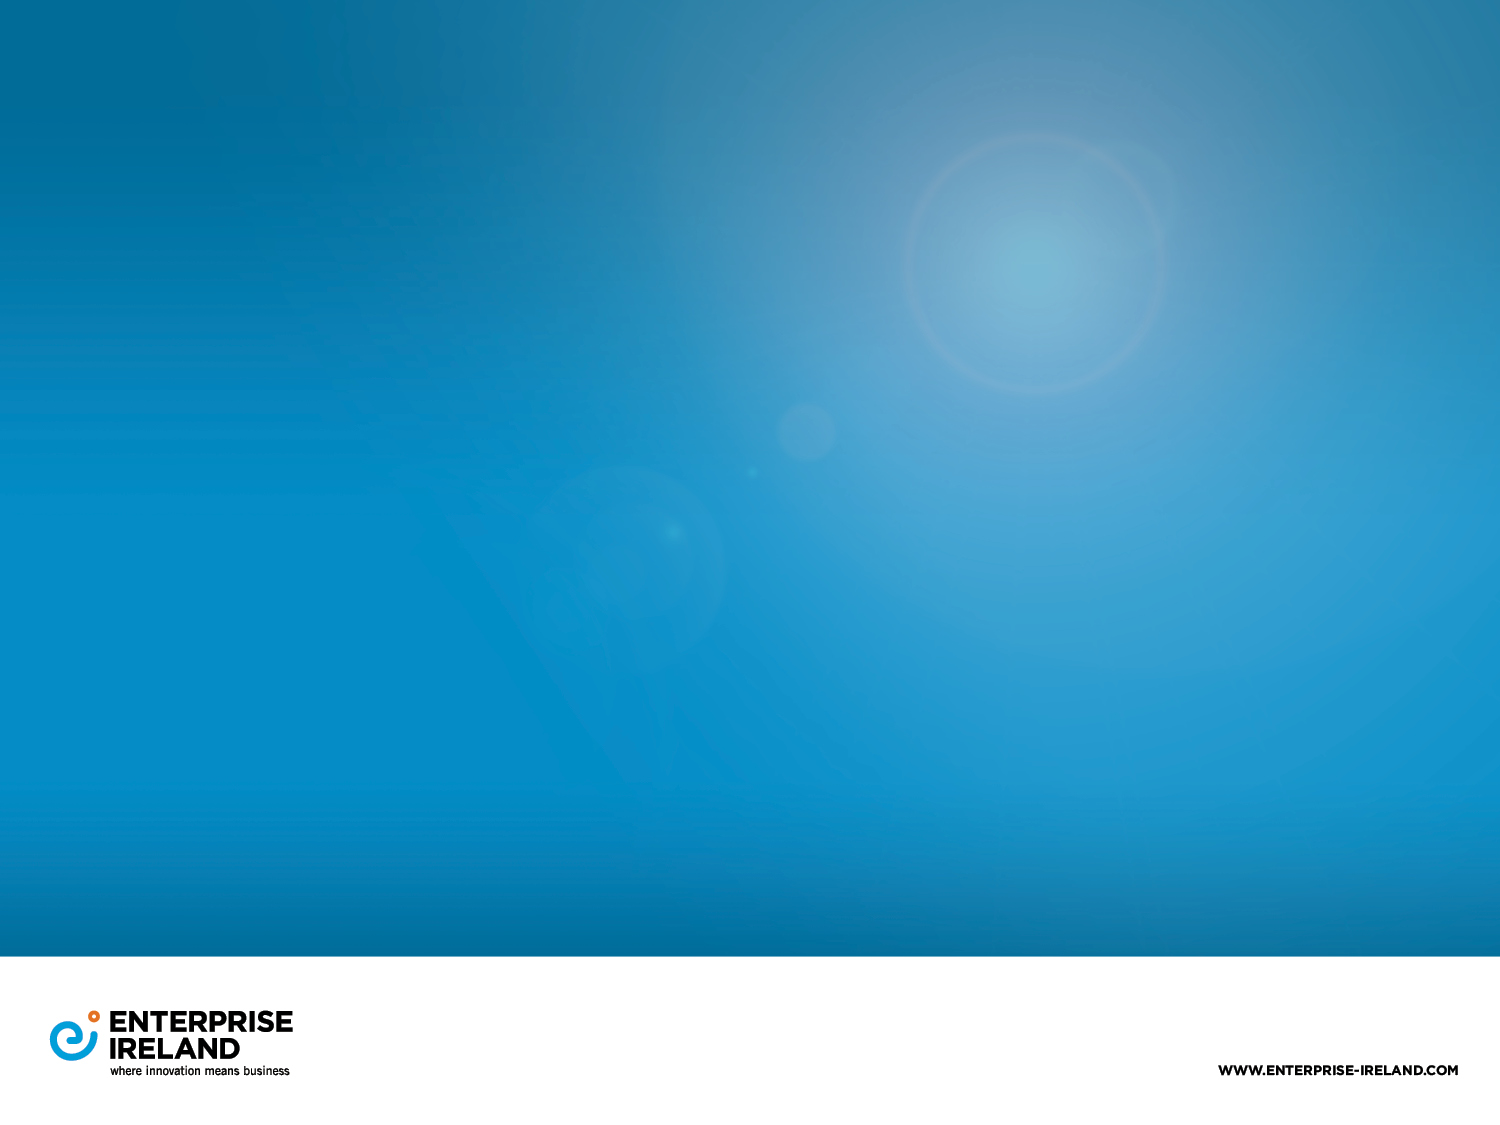 ENTERPRISE
IRELAND
where innovation means business
WWW.ENTERPRISE-IRELAND.COM